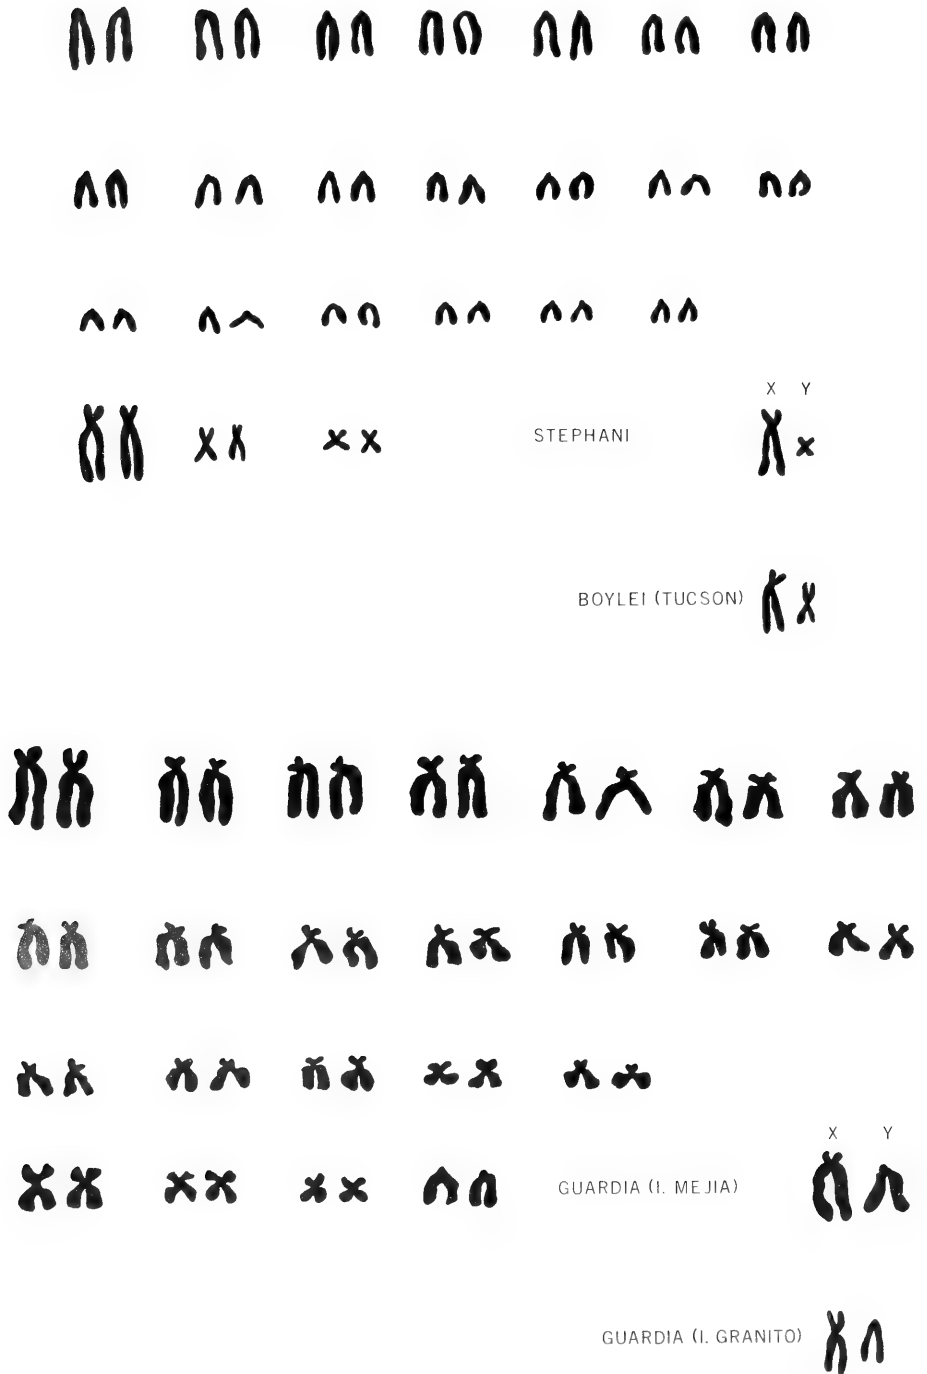 X Y
STEPHANI
BOYLEI (TUCSON)
X Y
GUARDIA (I. MEJIA)
GUARDIA (I. GRANITO)